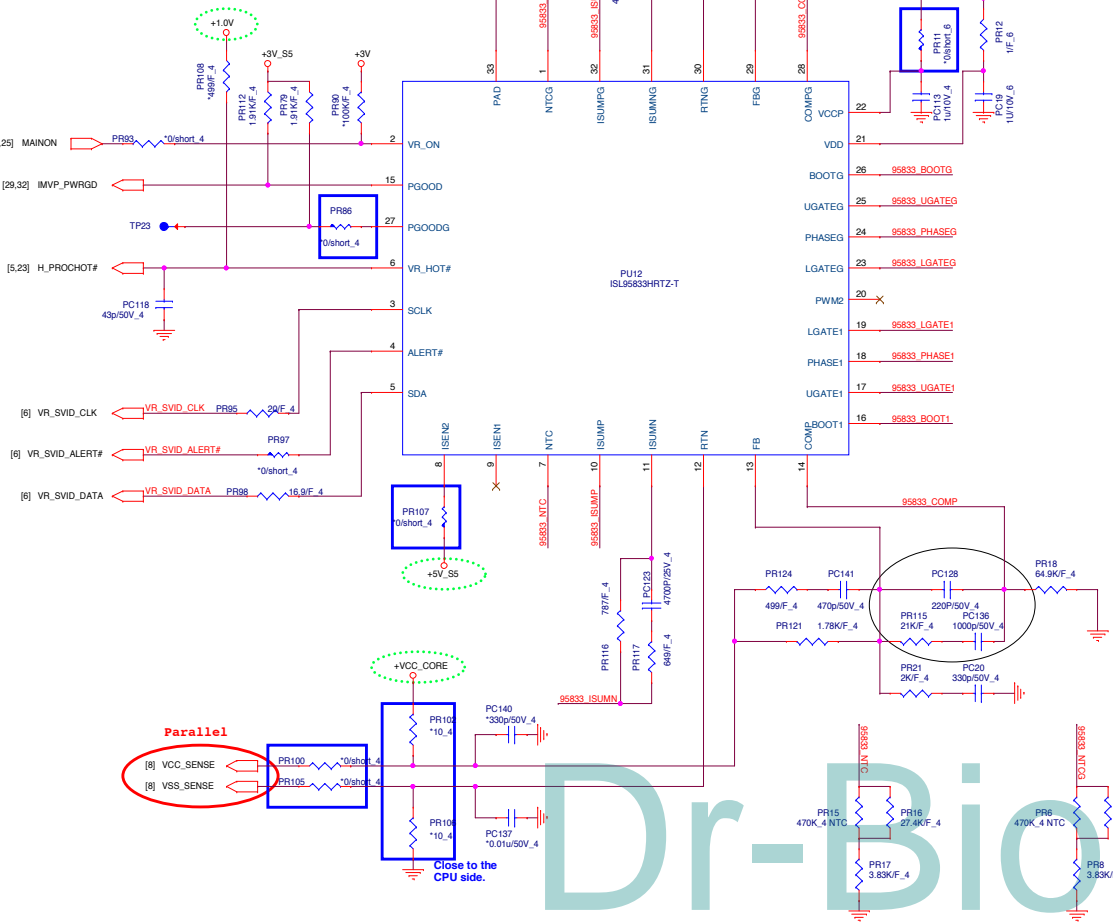 95833_
95833_IS
4
95833_CO
+1.0V
PR11
*0/short_6
PR12
1/F_6
PR108
*499/F_4
+3V_S5
+3V
PR112
1.91K/F_4
PR79
1.91K/F_4
PR90
*100K/F_4
33
PAD
1
NTCG
32
ISUMPG
31
ISUMNG
30
RTNG
29
FBG
28
COMPG
PC113
1u/10V_4
PC19
1U/10V_6
VCCP
22
,25] MAINON
PR93
*0/short_4
2
VR_ON
VDD
21
BOOTG
26
95833_BOOTG
[29,32] IMVP_PWRGD
15
PGOOD
UGATEG
25
95833_UGATEG
TP23
PR86
*0/short_4
27
PGOODG
PHASEG
24
95833_PHASEG
[5,23] H_PROCHOT#
6
VR_HOT#
LGATEG
23
95833_LGATEG
PU12
ISL95833HRTZ-T
PC118
43p/50V_4
3
SCLK
PWM2
20
LGATE1
19
95833_LGATE1
4
ALERT#
PHASE1
18
95833_PHASE1
5
SDA
UGATE1
17
95833_UGATE1
[6] VR_SVID_CLK
VR_SVID_CLK
PR95
20/F_4
BOOT1
16
95833_BOOT1
[6] VR_SVID_ALERT#
VR_SVID_ALERT#
PR97
*0/short_4
[6] VR_SVID_DATA
VR_SVID_DATA
PR98
16.9/F_4
ISEN2
8
ISEN1
9
NTC
7
ISUMP
10
ISUMN
11
RTN
12
FB
13
COMP
14
PR107
*0/short_4
+5V_S5
95833_NTC
95833_ISUMP
95833_COMP
787/F_4
PR116
PC123
4700P/25V_4
PR117
649/F_4
95833_ISUMN
PR124
499/F_4
PC141
470p/50V_4
PC128
220P/50V_4
PR18
64.9K/F_4
PR121
1.78K/F_4
PR115
21K/F_4
PC136
1000p/50V_4
PR21
2K/F_4
PC20
330p/50V_4
+VCC_CORE
PR102
*10_4
PC140
*330p/50V_4
Parallel
[8] VCC_SENSE
PR100
*0/short_4
[8] VSS_SENSE
PR105
*0/short_4
PR106
*10_4
PC137
*0.01u/50V_4
Close to the
CPU side.
95833_NTC
95833_NTCG
PR15
470K_4 NTC
PR16
27.4K/F_4
PR6
470K_4 NTC
PR17
3.83K/F_4
PR8
3.83K/
Dr-Bio